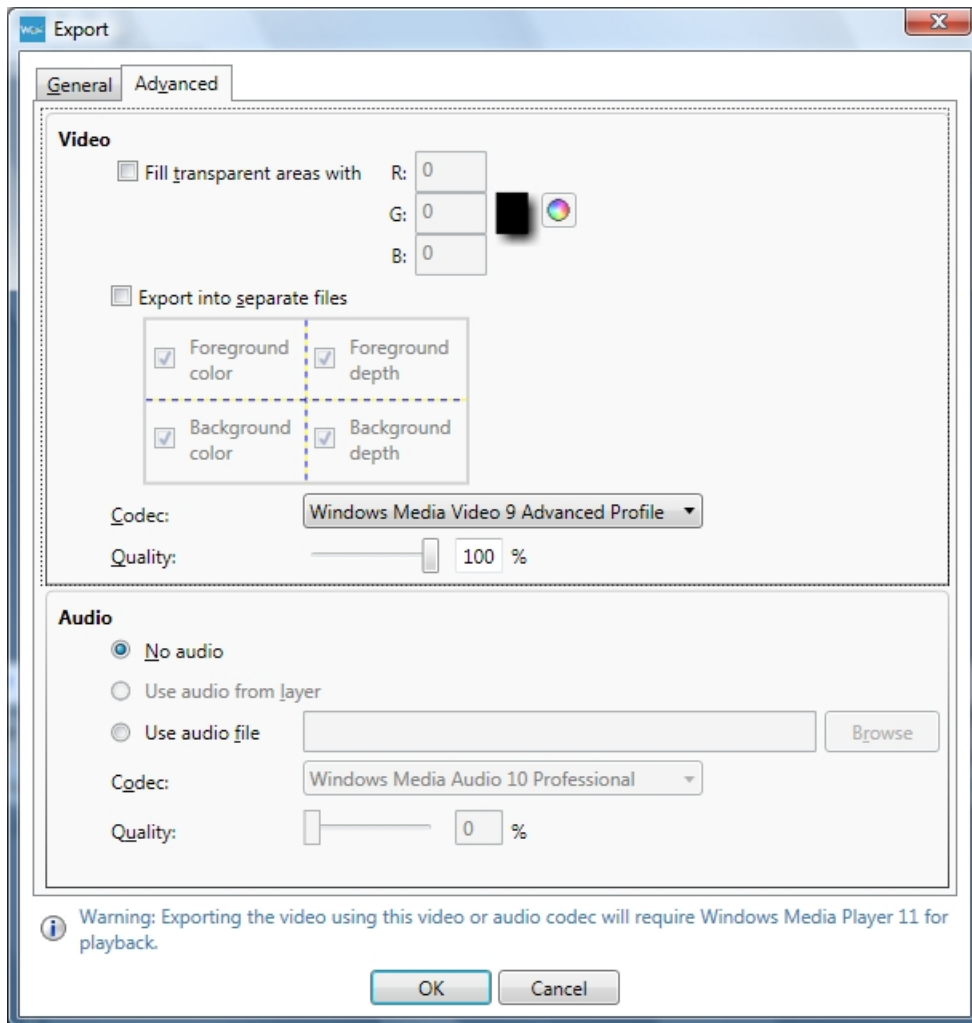 Export
General
Advanced
Video
Fill transparent areas with
R: 0
G: 0
B: 0
Export into separate files
Foreground
color
Foreground
depth
Background
color
Background
depth
Codec: Windows Media Video 9 Advanced Profile
Quality: 100 %
Audio
No audio
Use audio from layer
Use audio file
Browse
Codec: Windows Media Audio 10 Professional
Quality: 0 %
Warning: Exporting the video using this video or audio codec will require Windows Media Player 11 for
playback.
OK
Cancel